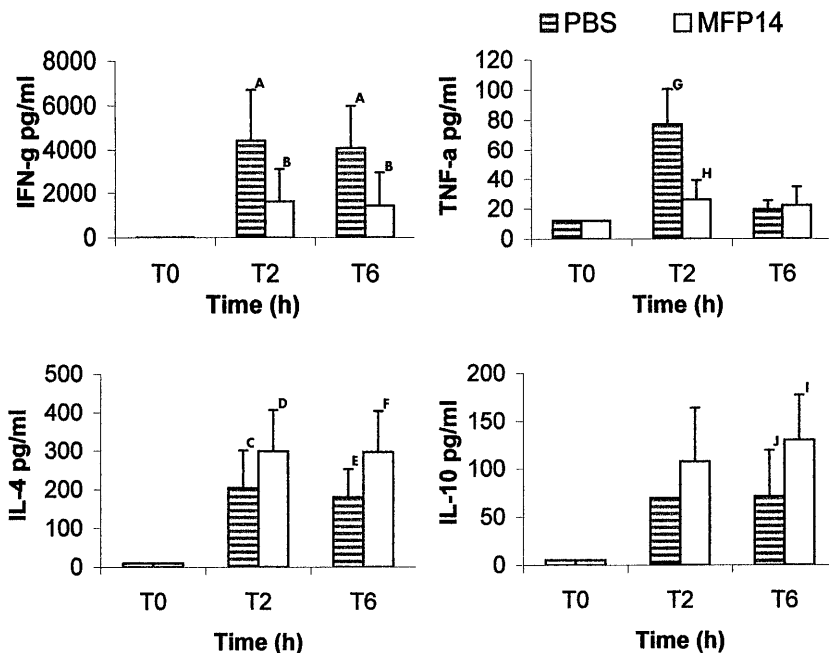 PBS MFP14
IFN-g pg/ml
8000
6000
4000
2000
0
A
B
A
B
T0 T2 T6
Time (h)
TNF-a pg/ml
120
100
80
60
40
20
0
G
H
T0 T2 T6
Time (h)
IL-4 pg/ml
500
400
300
200
100
0
C
D
E
F
T0 T2 T6
Time (h)
IL-10 pg/ml
200
150
100
50
0
J
I
T0 T2 T6
Time (h)